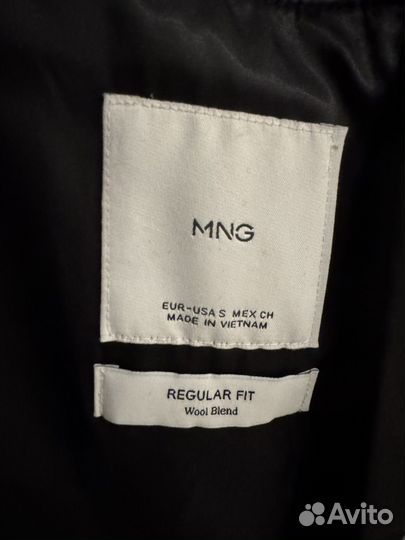 MNG
EUR-USA S MEX CH
MADE IN VIETNAM
REGULAR FIT
Wool Blend
Avito